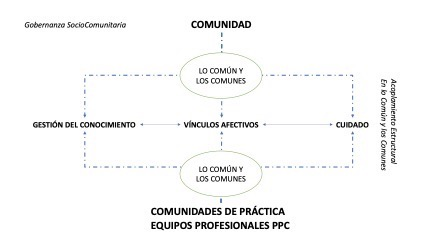 Gobernanza SocioComunitaria
COMUNIDAD
LO COMÚN Y
LOS COMUNES
Acoplamiento Estructural
En lo Común y los Comunes
GESTIÓN DEL CONOCIMIENTO
VÍNCULOS AFECTIVOS
CUIDADO
LO COMÚN Y
LOS COMUNES
COMUNIDADES DE PRÁCTICA
EQUIPOS PROFESIONALES PPC